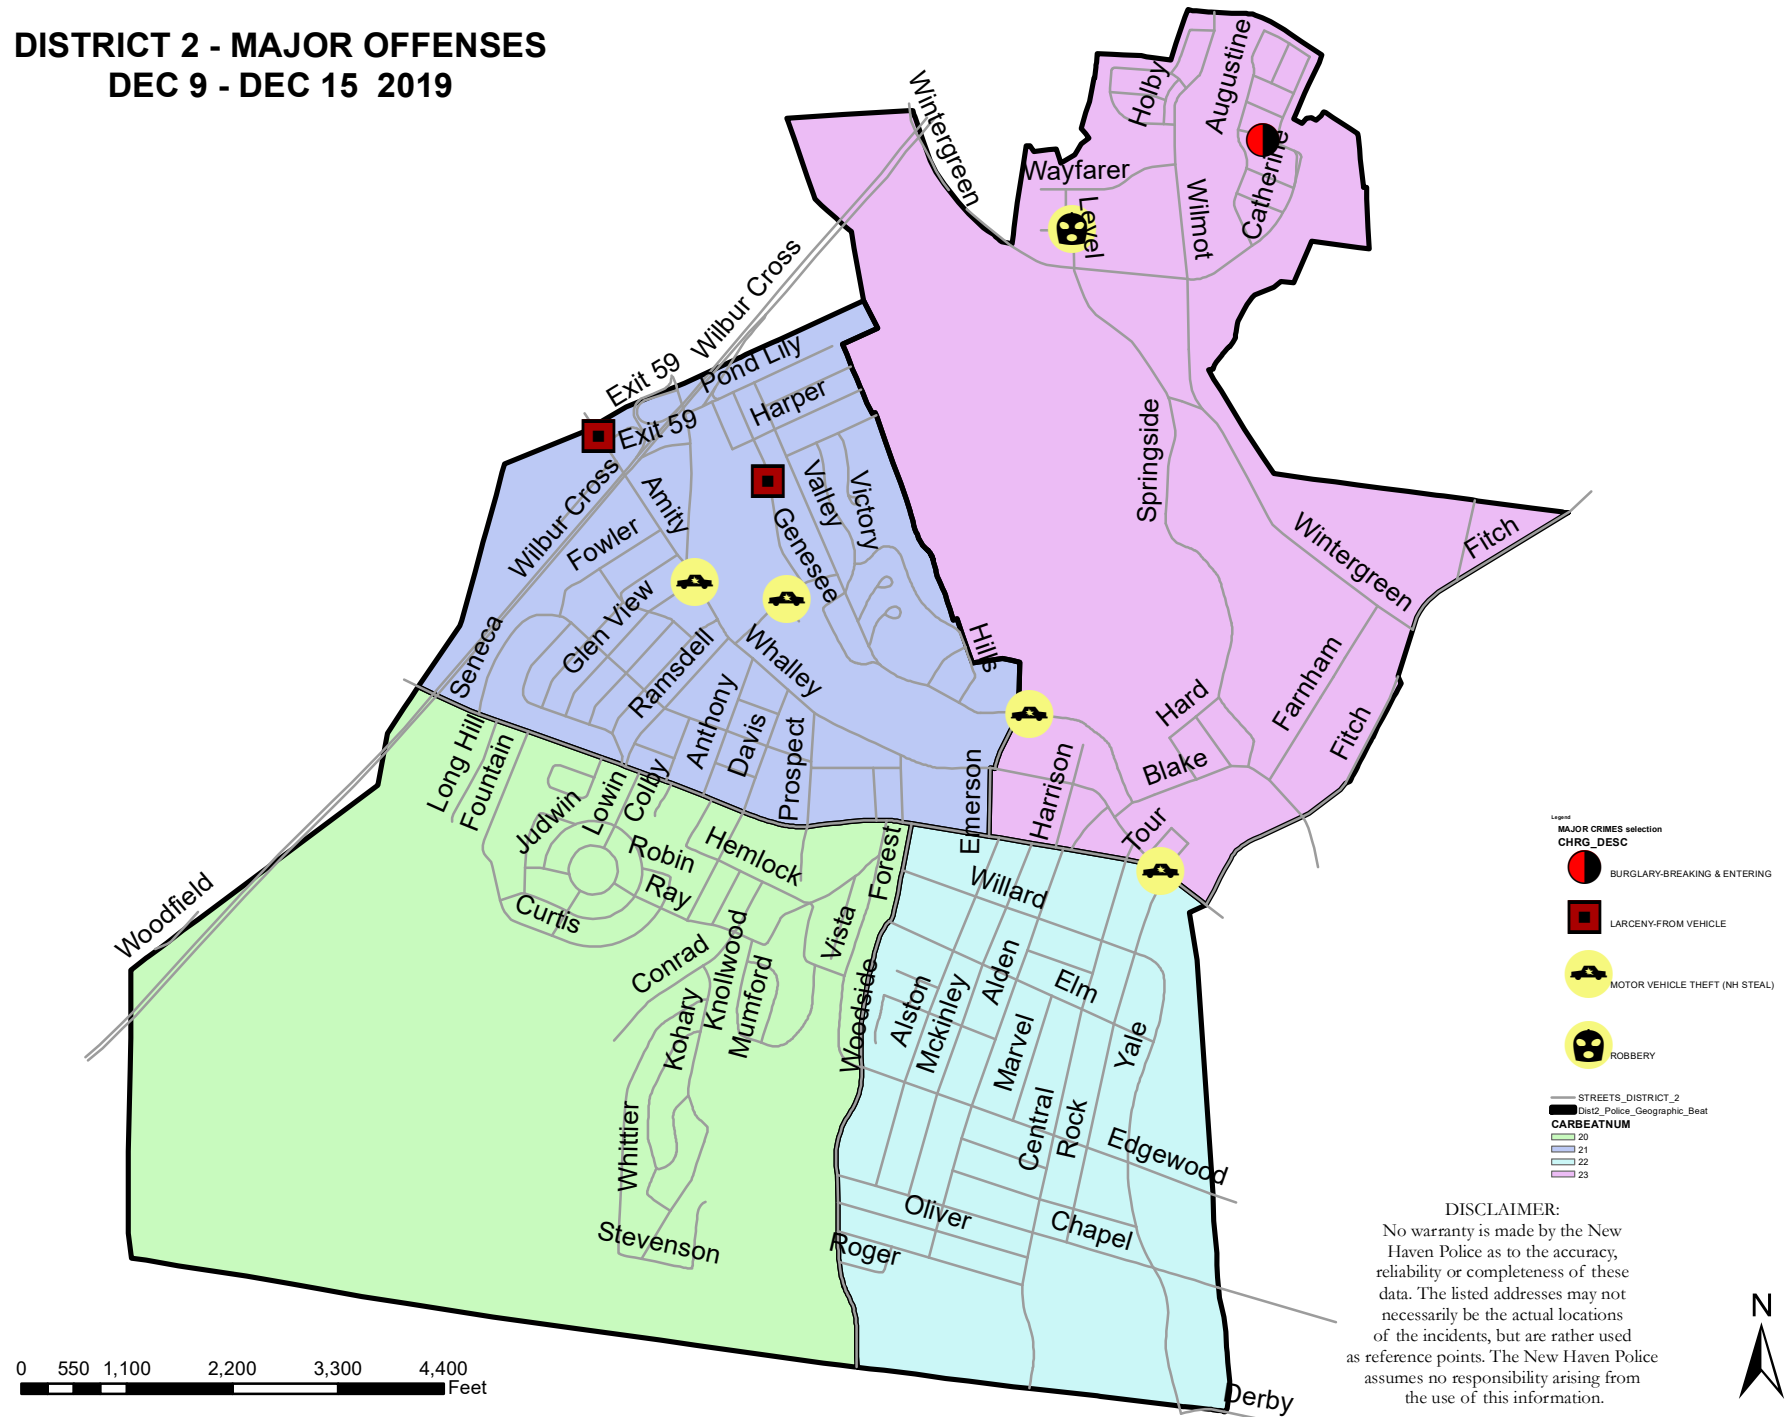 DISTRICT 2 - MAJOR OFFENSES
DEC 9 - DEC 15 2019
Wintergreen
Holby
Augustine
Catherine
Wayfarer
Level
Wilmot
Wilbur Cross
Exit 59
Pond Lily
Harper
Exit 59
Wilbur Cross
Amity
Fowler
Valley
Victory
Genesee
Springside
Wintergreen
Fitch
Glen View
Seneca
Ramsdell
Whalley
Hills
Anthony
Davis
Prospect
Hard
Farnham
Fitch
Blake
Harrison
Emerson
Tour
Long Hill
Fountain
Judwin
Lowin
Colby
Robin
Ray
Hemlock
Forest
Willard
Woodfield
Curtis
Conrad
Knollwood
Vista
Mumford
Kohary
Woodside
Alston
Mckinley
Alden
Elm
Marvel
Yale
Central
Rock
Edgewood
Whittier
Stevenson
Oliver
Roger
Chapel
Derby
Legend
MAJOR CRIMES selection
CHRG_DESC
BURGLARY-BREAKING & ENTERING
LARCENY-FROM VEHICLE
MOTOR VEHICLE THEFT (NH STEAL)
ROBBERY
STREETS_DISTRICT_2
Dist2_Police_Geographic_Beat
CARBEATNUM
20
21
22
23
DISCLAIMER:
No warranty is made by the New
Haven Police as to the accuracy,
reliability or completeness of these
data. The listed addresses may not
necessarily be the actual locations
of the incidents, but are rather used
as reference points. The New Haven Police
assumes no responsibility arising from
the use of this information.
N
0 550 1,100 2,200 3,300 4,400
Feet